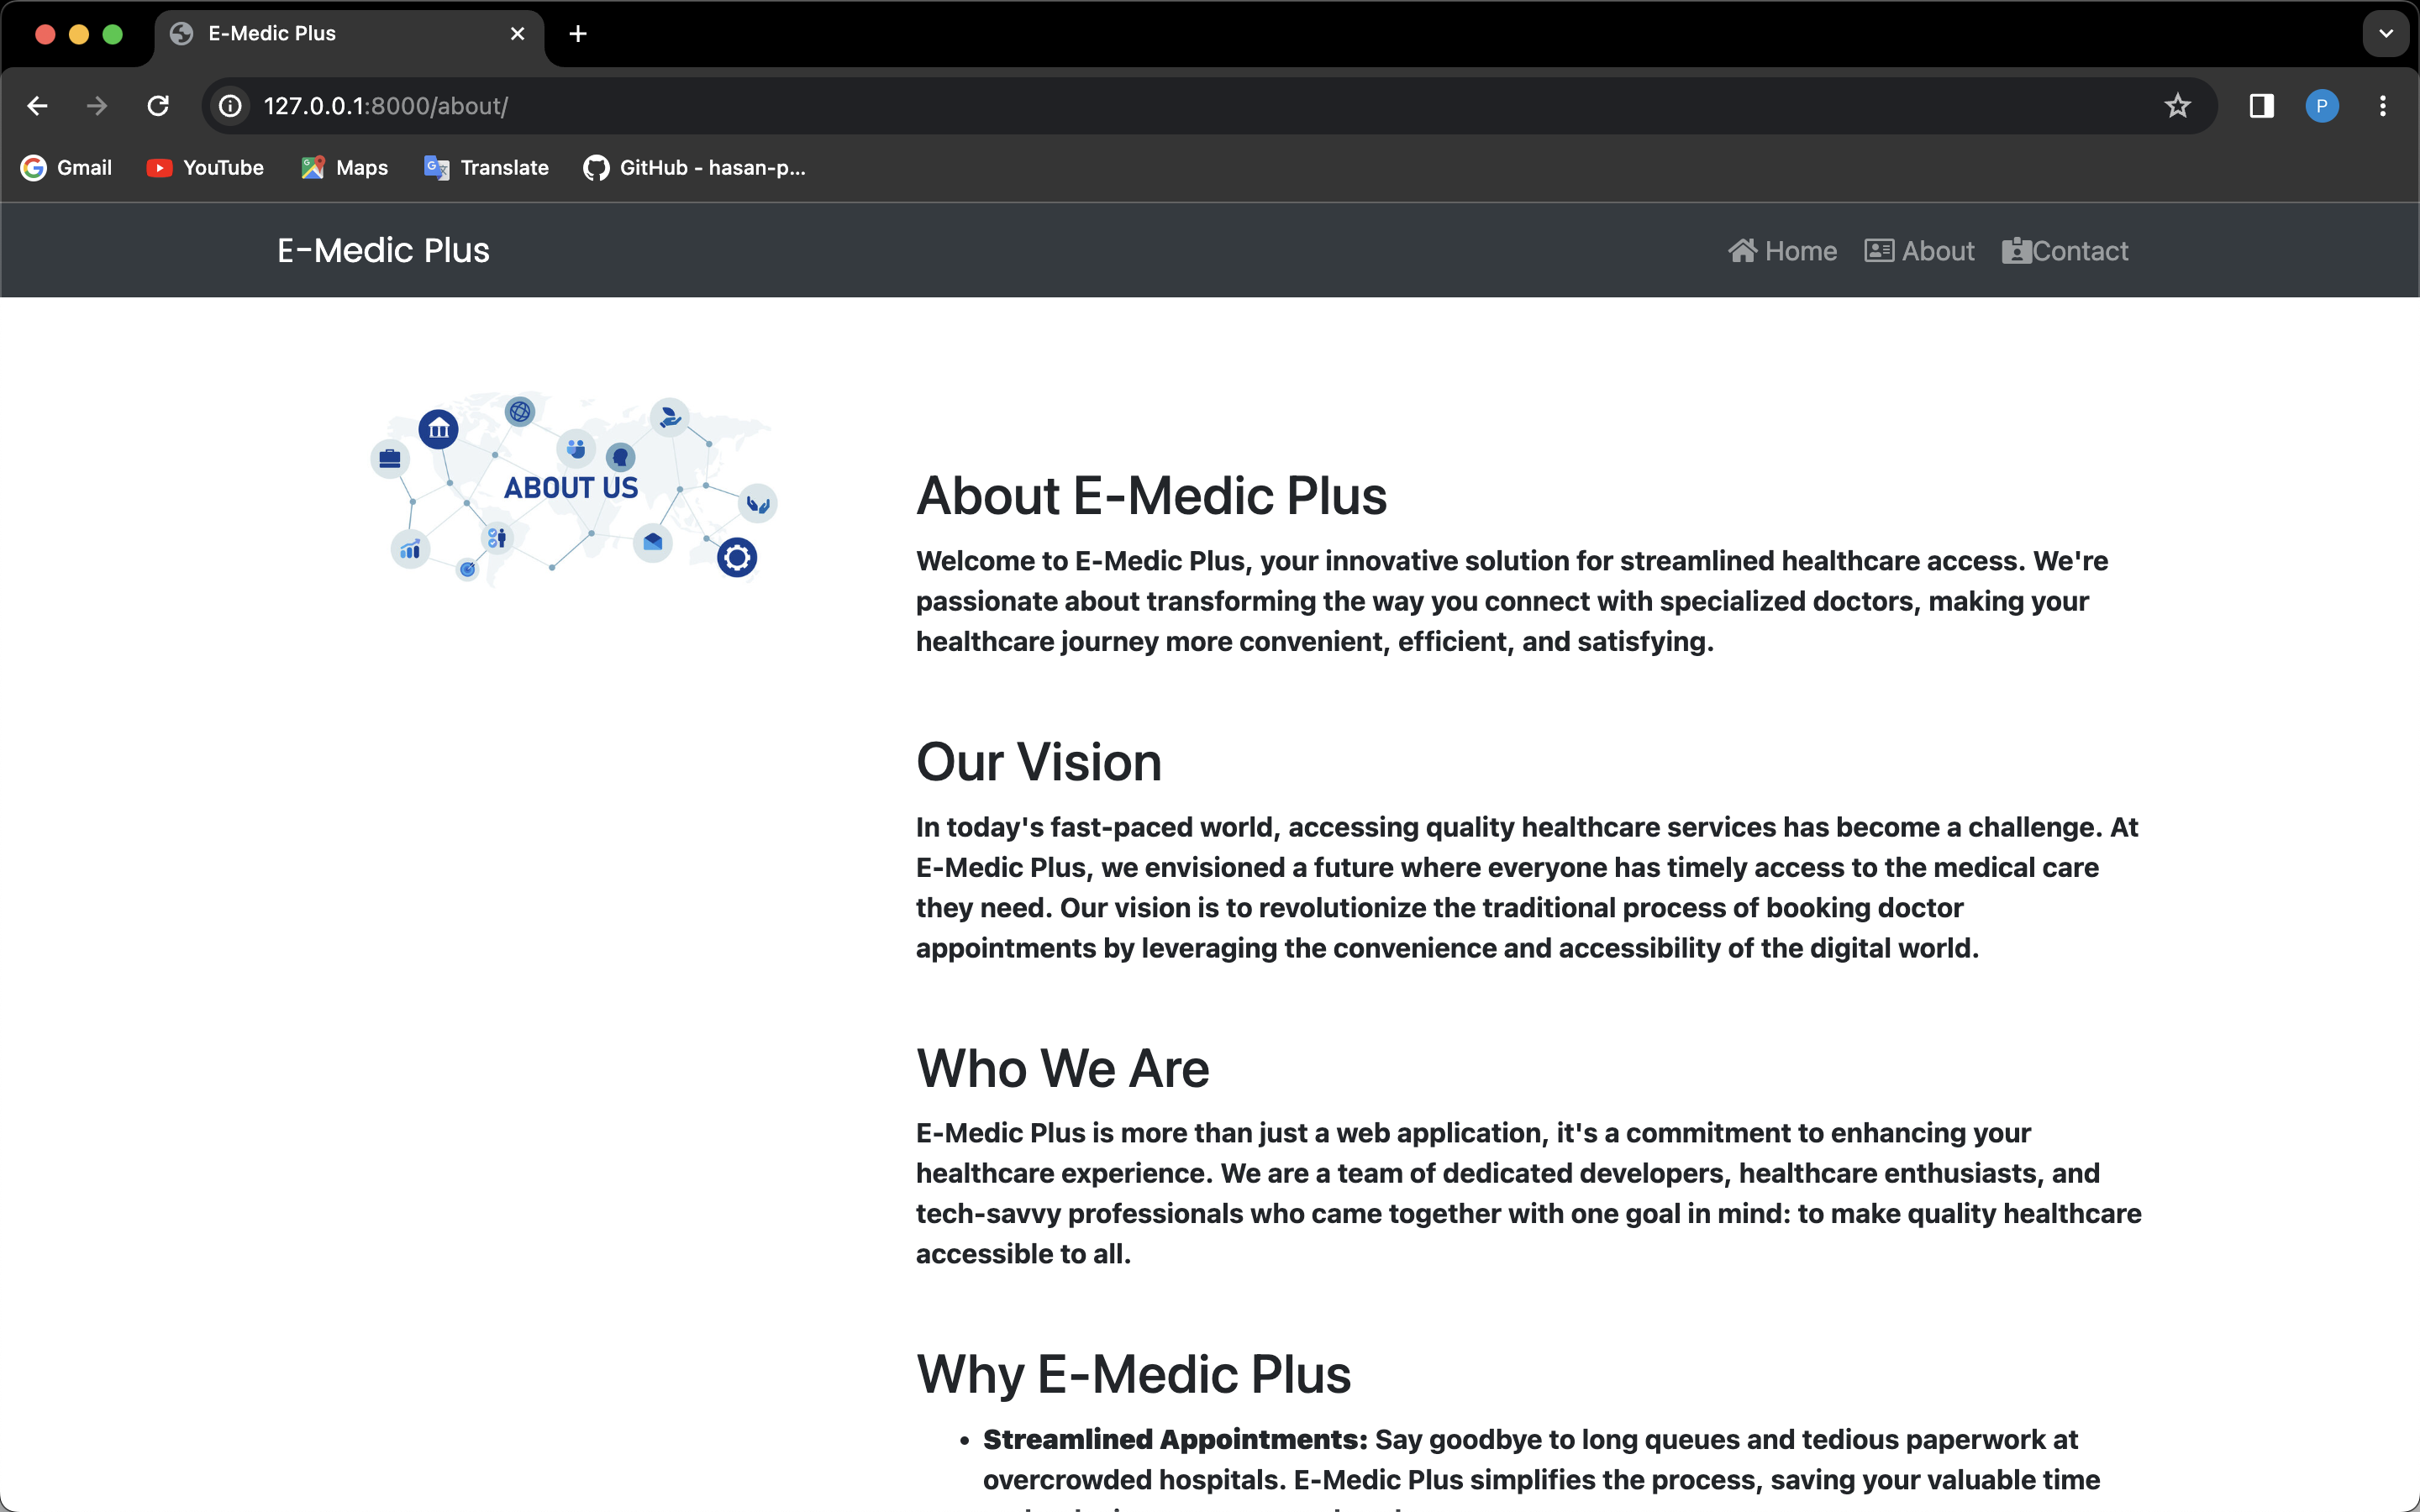 E-Medic Plus
127.0.0.1:8000/about/
Gmail YouTube Maps Translate GitHub - hasan-p...
E-Medic Plus Home About Contact
ABOUT US
About E-Medic Plus
Welcome to E-Medic Plus, your innovative solution for streamlined healthcare access. We're
passionate about transforming the way you connect with specialized doctors, making your
healthcare journey more convenient, efficient, and satisfying.
Our Vision
In today's fast-paced world, accessing quality healthcare services has become a challenge. At
E-Medic Plus, we envisioned a future where everyone has timely access to the medical care
they need. Our vision is to revolutionize the traditional process of booking doctor
appointments by leveraging the convenience and accessibility of the digital world.
Who We Are
E-Medic Plus is more than just a web application, it's a commitment to enhancing your
healthcare experience. We are a team of dedicated developers, healthcare enthusiasts, and
tech-savvy professionals who came together with one goal in mind: to make quality healthcare
accessible to all.
Why E-Medic Plus
• Streamlined Appointments: Say goodbye to long queues and tedious paperwork at
overcrowded hospitals. E-Medic Plus simplifies the process, saving your valuable time
P